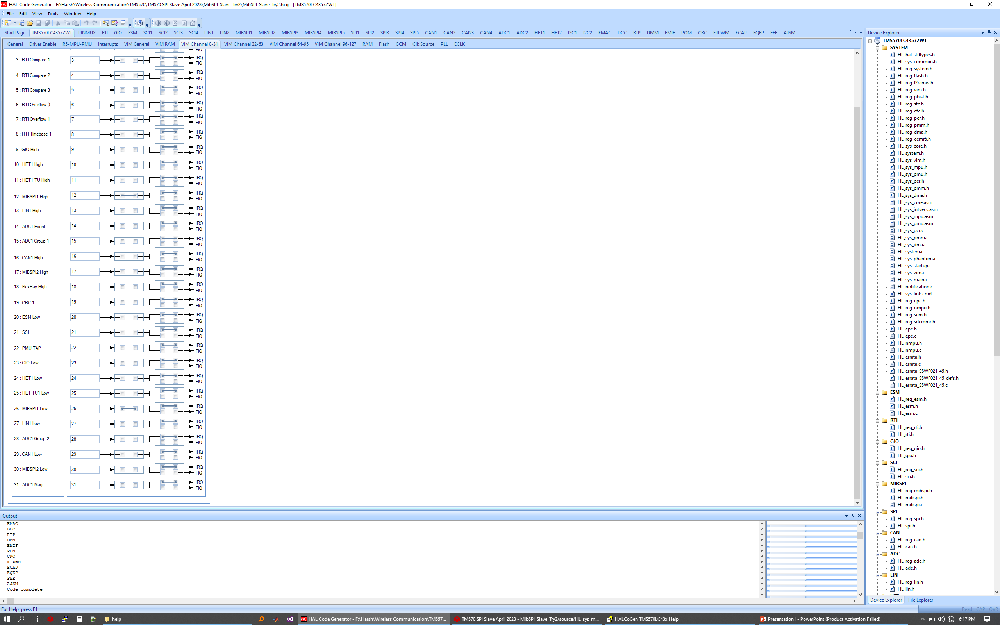 HAL Code Generator - F:\Harsh\Wireless Communication\TMS570\TMS70 SPI Slave April 2023\MibSPI_Slave_Try2\MibSPI_Slave_Try2.hcg - [TMS570LC4357ZWT]
File Edit View Tools Window Help
Start Page TMS570LC4357ZWT PINMUX RTI GIO ESM SCI1 SCI2 SCI3 SCI4 LIN1 LIN2 MIBSPI1 MIBSPI2 MIBSPI3 MIBSPI4 MIBSPI5 SPI1 SPI2 SPI3 SPI4 SPI5 CAN1 CAN2 CAN3 CAN4 ADC1 ADC2 HET1 HET2 I2C1 I2C2 EMAC DCC RTP DMM EMIF POM CRC ETPWM ECAP EQEP FEE AJSM
General Driver Enable R5-MPU-PMU Interrupts VIM General VIM RAM VIM Channel 0-31 VIM Channel 32-63 VIM Channel 64-95 VIM Channel 96-127 RAM Flash GCM Clk Source PLL ECLK
FIQ
3 : RTI Compare 1 3 IRQ
FIQ
4 : RTI Compare 2 4 IRQ
FIQ
5 : RTI Compare 3 5 IRQ
FIQ
6 : RTI Overflow 0 6 IRQ
FIQ
7 : RTI Overflow 1 7 IRQ
FIQ
8 : RTI Timebase 1 8 IRQ
FIQ
9 : GIO High 9 IRQ
FIQ
10 : HET1 High 10 IRQ
FIQ
11 : HET1 TU High 11 IRQ
FIQ
12 : MIBSPI1 High 12 IRQ
FIQ
13 : LIN1 High 13 IRQ
FIQ
14 : ADC1 Event 14 IRQ
FIQ
15 : ADC1 Group 1 15 IRQ
FIQ
16 : CAN1 High 16 IRQ
FIQ
17 : MIBSPI2 High 17 IRQ
FIQ
18 : FlexRay High 18 IRQ
FIQ
19 : CRC 1 19 IRQ
FIQ
20 : ESM Low 20 IRQ
FIQ
21 : SSI 21 IRQ
FIQ
22 : PMU TAP 22 IRQ
FIQ
23 : GIO Low 23 IRQ
FIQ
24 : HET1 Low 24 IRQ
FIQ
25 : HET TU1 Low 25 IRQ
FIQ
26 : MIBSPI1 Low 26 IRQ
FIQ
27 : LIN1 Low 27 IRQ
FIQ
28 : ADC1 Group 2 28 IRQ
FIQ
29 : CAN1 Low 29 IRQ
FIQ
30 : MIBSPI2 Low 30 IRQ
FIQ
31 : ADC1 Mag 31 IRQ
FIQ
Output
EMAC
DCC
RTP
DMM
EMIF
POM
CRC
ETPWM
ECAP
EQEP
FEE
AJSM
Code complete
Device Explorer
TMS570LC4357ZWT
SYSTEM
HL_hal_stdtypes.h
HL_sys_common.h
HL_reg_system.h
HL_reg_flash.h
HL_reg_l2ramw.h
HL_reg_vim.h
HL_reg_pbist.h
HL_reg_stc.h
HL_reg_efc.h
HL_reg_pcr.h
HL_reg_pmm.h
HL_reg_dma.h
HL_reg_ccmr5.h
HL_sys_core.h
HL_system.h
HL_sys_vim.h
HL_sys_mpu.h
HL_sys_pmu.h
HL_sys_pcr.h
HL_sys_pmm.h
HL_sys_dma.h
HL_sys_core.asm
HL_sys_intvecs.asm
HL_sys_mpu.asm
HL_sys_pmu.asm
HL_sys_pcr.c
HL_sys_pmm.c
HL_sys_dma.c
HL_system.c
HL_sys_phantom.c
HL_sys_startup.c
HL_sys_vim.c
HL_sys_main.c
HL_notification.c
HL_sys_link.cmd
HL_reg_epc.h
HL_reg_nmpu.h
HL_reg_scm.h
HL_reg_sdcmmr.h
HL_epc.h
HL_epc.c
HL_nmpu.h
HL_nmpu.c
HL_errata.h
HL_errata.c
HL_errata_SSWF021_45.h
HL_errata_SSWF021_45_defs.h
HL_errata_SSWF021_45.c
ESM
HL_reg_esm.h
HL_esm.h
HL_esm.c
RTI
HL_reg_rti.h
HL_rti.h
GIO
HL_reg_gio.h
HL_gio.h
SCI
HL_reg_sci.h
HL_sci.h
MIBSPI
HL_reg_mibspi.h
HL_mibspi.h
HL_mibspi.c
SPI
HL_reg_spi.h
HL_spi.h
CAN
HL_reg_can.h
HL_can.h
ADC
HL_reg_adc.h
HL_adc.h
LIN
HL_reg_lin.h
HL_lin.h
Device Explorer File Explorer
For Help, press F1 Read CAP OVR
help HAL Code Generator - F:\Harsh\Wireless Communication\TMS57... TMS70 SPI Slave April 2023 - MibSPI_Slave_Try2/source/HL_sys_m... HALCoGen TMS570LC43x Help Presentation1 - PowerPoint (Product Activation Failed) 6:17 PM